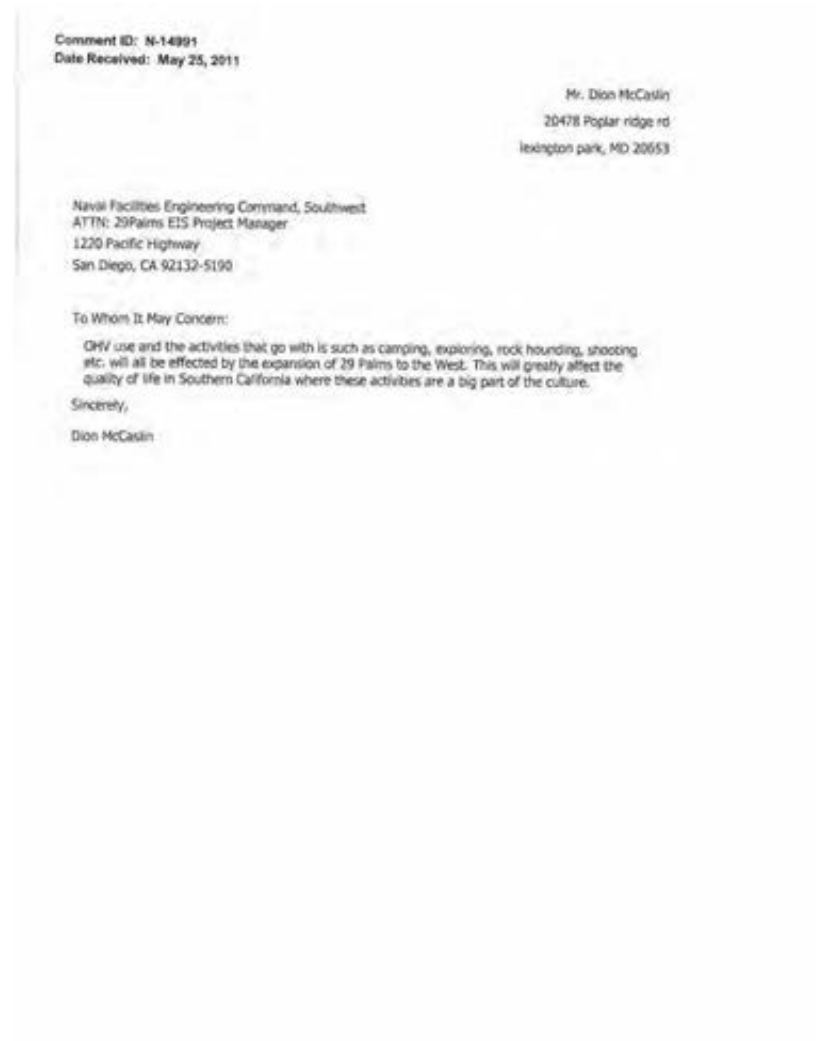 Comment ID: N-14991
Date Received: May 25, 2011
Mr. Dion McCaslin
20478 Poplar ridge rd
lexington park, MD 20653
Naval Facilities Engineering Command, Southwest
ATTN: 29Palms EIS Project Manager
1220 Pacific Highway
San Diego, CA 92132-5190
To Whom It May Concern:
OHV use and the activities that go with is such as camping, exploring, rock hounding, shooting
etc. will all be effected by the expansion of 29 Palms to the West. This will greatly affect the
quality of life in Southern California where these activities are a big part of the culture.
Sincerely,
Dion McCaslin